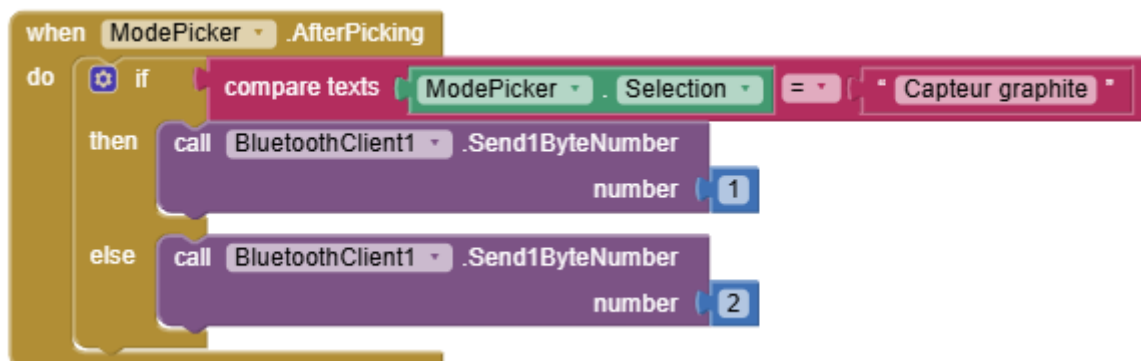 when ModePicker .AfterPicking
do if compare texts ModePicker . Selection = “ Capteur graphite ”
then call BluetoothClient1 .Send1ByteNumber
number 1
else call BluetoothClient1 .Send1ByteNumber
number 2